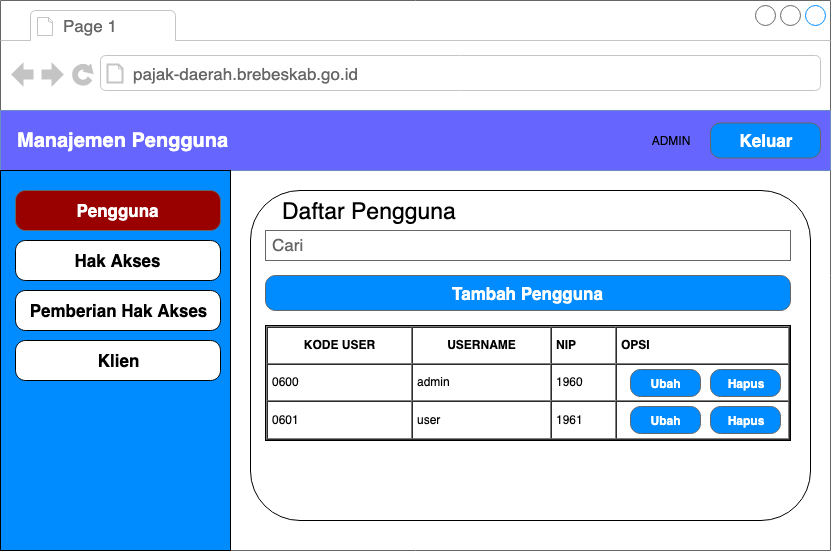 Page 1
pajak-daerah.brebeskab.go.id
Manajemen Pengguna
ADMIN
Keluar
Pengguna
Hak Akses
Pemberian Hak Akses
Klien
Daftar Pengguna
Cari
Tambah Pengguna
KODE USER USERNAME NIP OPSI
0600 admin 1960 Ubah Hapus
0601 user 1961 Ubah Hapus